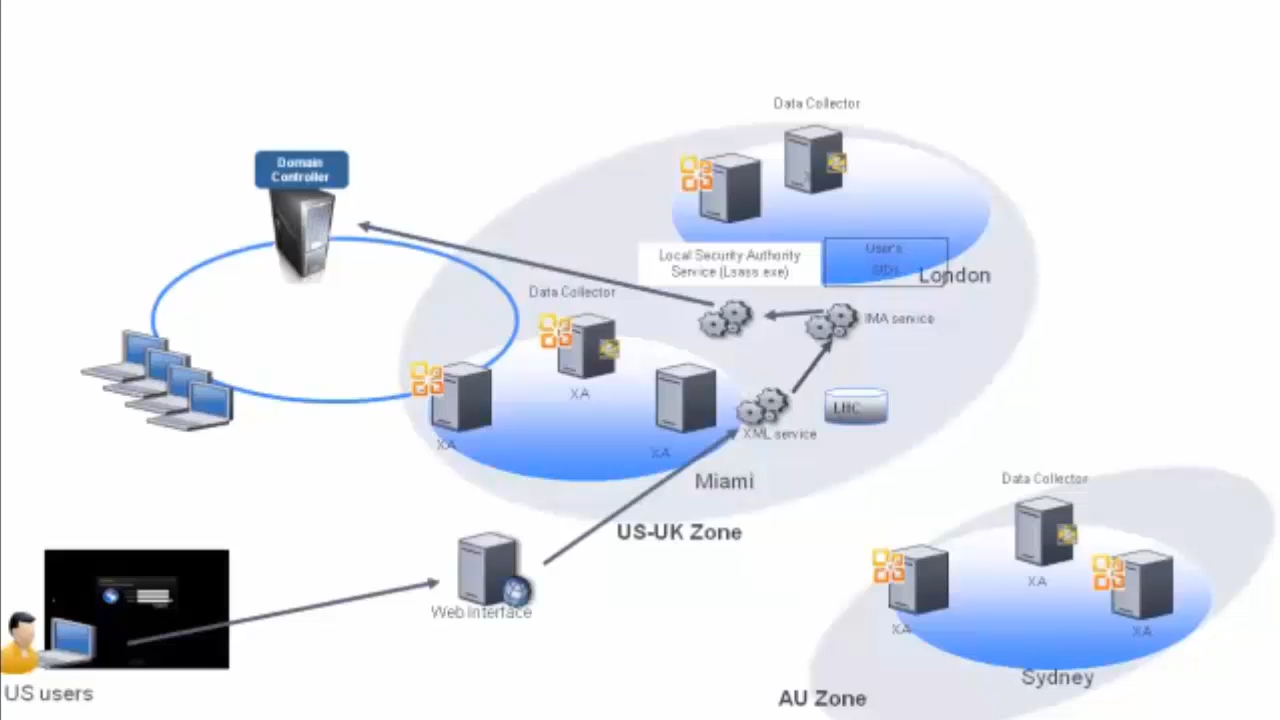 Data Collector
Domain
Controller
Local Security Authority
Service (Lsass exe)
User's
SIDs
London
Data Collector
IMA service
XA
LHC
XML service
XA
XA
Miami
Data Collector
US-UK Zone
XA
Web Interface
XA
XA
Sydney
US users
AU Zone